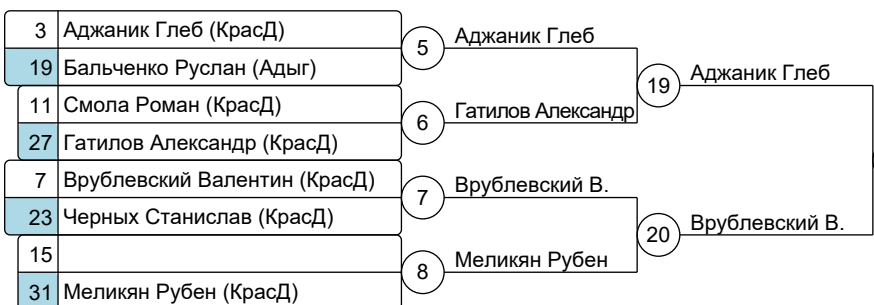 3 Аджаник Глеб (КрасД)
19 Бальченко Руслан (Адыг)
11 Смола Роман (КрасД)
27 Гатилов Александр (КрасД)
7 Врублевский Валентин (КрасД)
23 Черных Станислав (КрасД)
15
31 Меликян Рубен (КрасД)
5 Аджаник Глеб
6 Гатилов Александр
7 Врублевский В.
8 Меликян Рубен
19 Аджаник Глеб
20 Врублевский В.